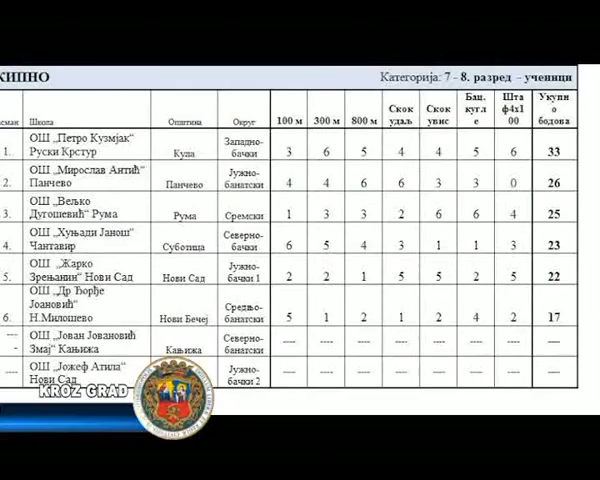 КИПНО Категорија: 7 - 8. разред – ученици
Школа Општина Округ 100 м 300 м 800 м Скок удаљ Скок увис Бац. кугле Штаф4х100 Укупно бодова
1. ОШ „Петро Кузмјак“ Руски Крстур Кула Западно-бачки 3 6 5 4 4 5 6 33
2. ОШ „Мирослав Антић“ Панчево Панчево Јужно-банатски 4 4 6 6 3 3 0 26
3. ОШ „Вељко Дугошевић“ Рума Рума Сремски 1 3 3 2 6 6 4 25
4. ОШ „Хуњади Јанош“ Чантавир Суботица Северно-бачки 6 5 4 3 1 1 3 23
5. ОШ „Жарко Зрењанин“ Нови Сад Нови Сад Јужно-бачки 1 2 2 1 5 5 2 5 22
6. ОШ „Др Ђорђе Јоановић“ Н.Милошево Нови Бечеј Средњо-банатски 5 1 2 1 2 4 2 17
---- ОШ „Јован Јовановић Змај“ Кањижа Кањижа Северно-банатски ---- ---- ---- ---- ---- ---- ---- ----
---- ОШ „Јожеф Атила“ Нови Сад Јужно-бачки 2 ---- ---- ---- ---- ---- ---- ---- ----
KROZ GRAD